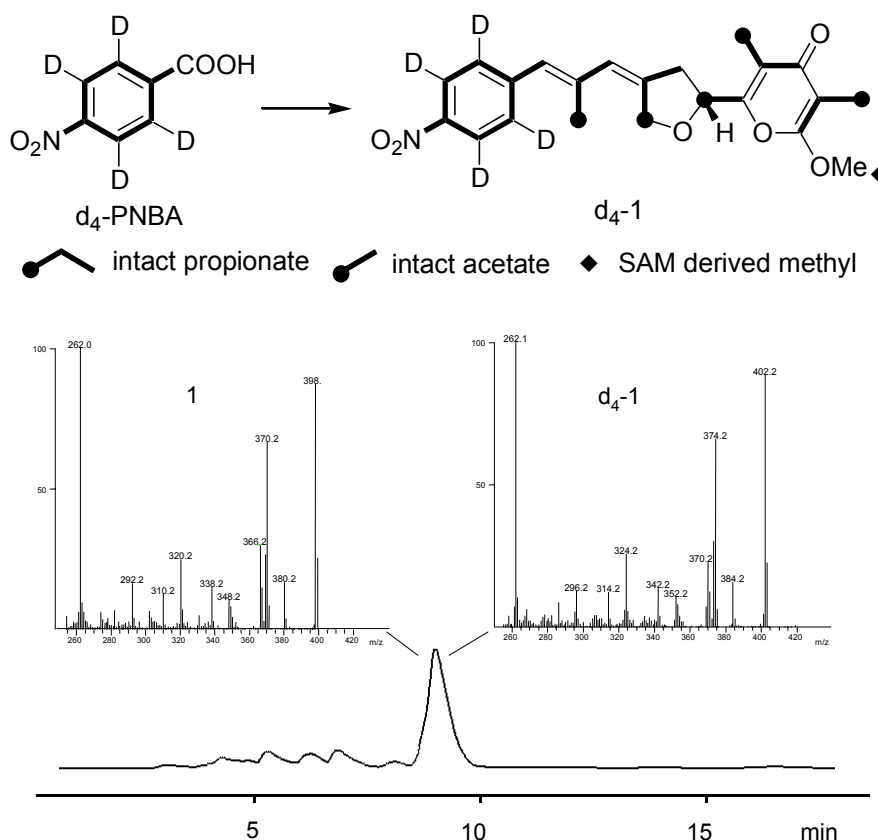 D
D
COOH
O₂N
D
D
d₄-PNBA
D
D
O
O
H
O
O₂N
D
D
OMe
d₄-1
intact propionate
intact acetate
SAM derived methyl
100
262.0
1
398.
370.2
50
366.2
320.2
292.2
310.2
338.2
348.2
380.2
260 280 300 320 340 360 380 400 420
m/z
100
262.1
d₄-1
402.2
374.2
50
324.2
370.2
296.2
314.2
342.2
352.2
384.2
260 280 300 320 340 360 380 400 420
m/z
5 10 15 min